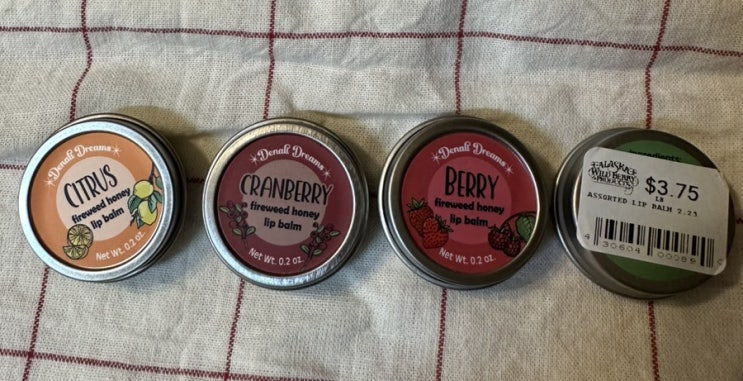 Denali Dreams
CITRUS
fireweed honey
lip balm
Net Wt. 0.2 oz.
Denali Dreams
CRANBERRY
fireweed honey
lip balm
Net Wt. 0.2 oz.
Denali Dreams
BERRY
fireweed honey
lip balm
Net Wt. 0.2 oz.
ALASKA
WILD BERRY
PRODUCTS
$3.75
ASSORTED LIP BALM 2.25